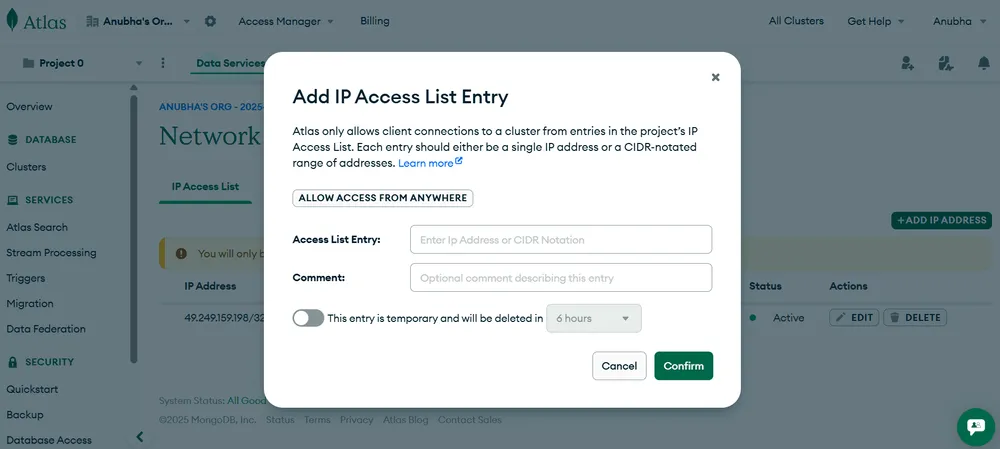 Atlas
Anubha's Or...
Access Manager
Billing
All Clusters
Get Help
Anubha
Project 0
Data Services
Overview
DATABASE
Clusters
SERVICES
Atlas Search
Stream Processing
Triggers
Migration
Data Federation
SECURITY
Quickstart
Backup
Database Access
ANUBHA'S ORG - 2025-
Network
IP Access List
+ ADD IP ADDRESS
You will only b
IP Address
Status
Actions
49.249.159.198/32
Active
EDIT
DELETE
Add IP Access List Entry
Atlas only allows client connections to a cluster from entries in the project's IP
Access List. Each entry should either be a single IP address or a CIDR-notated
range of addresses. Learn more
ALLOW ACCESS FROM ANYWHERE
Access List Entry:
Enter Ip Address or CIDR Notation
Comment:
Optional comment describing this entry
This entry is temporary and will be deleted in
6 hours
Cancel
Confirm
System Status: All Good
©2025 MongoDB, Inc.
Status
Terms
Privacy
Atlas Blog
Contact Sales